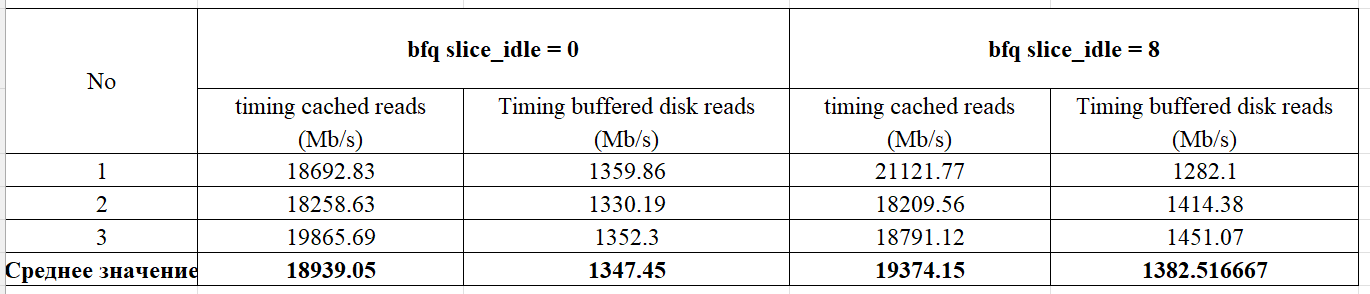 No
bfq slice_idle = 0
bfq slice_idle = 8
timing cached reads
(Mb/s)
Timing buffered disk reads
(Mb/s)
timing cached reads
(Mb/s)
Timing buffered disk reads
(Mb/s)
1 18692.83 1359.86 21121.77 1282.1
2 18258.63 1330.19 18209.56 1414.38
3 19865.69 1352.3 18791.12 1451.07
Среднее значение 18939.05 1347.45 19374.15 1382.516667